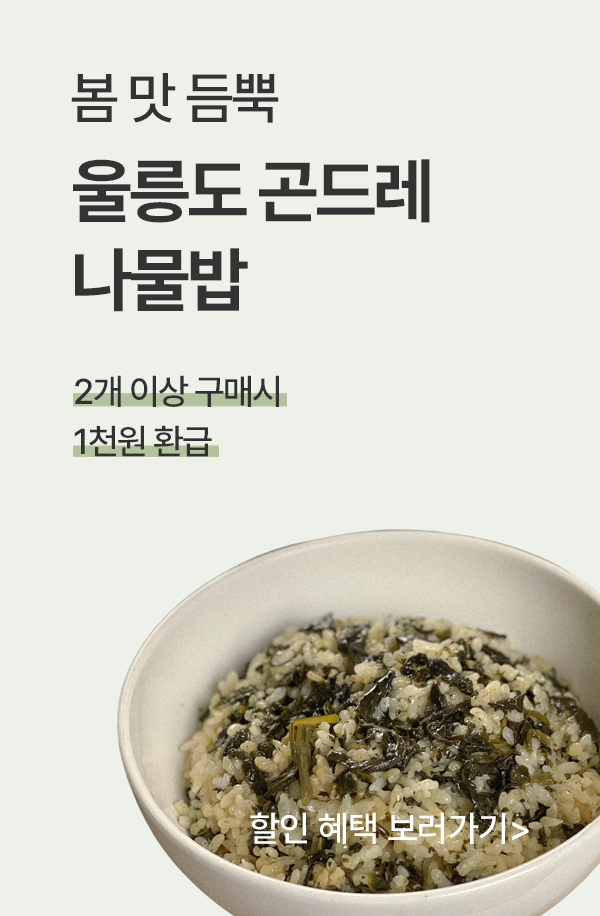 봄 맛 듬뿍
울릉도 곤드레
나물밥
2개 이상 구매시
1천원 환급
할인 혜택 보러가기>